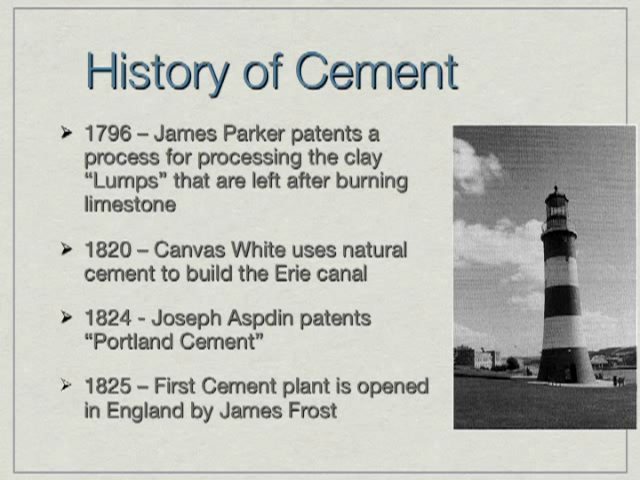 History of Cement
➢ 1796 – James Parker patents a
process for processing the clay
“Lumps” that are left after burning
limestone
➢ 1820 – Canvas White uses natural
cement to build the Erie canal
➢ 1824 - Joseph Aspdin patents
“Portland Cement”
➢ 1825 – First Cement plant is opened
in England by James Frost